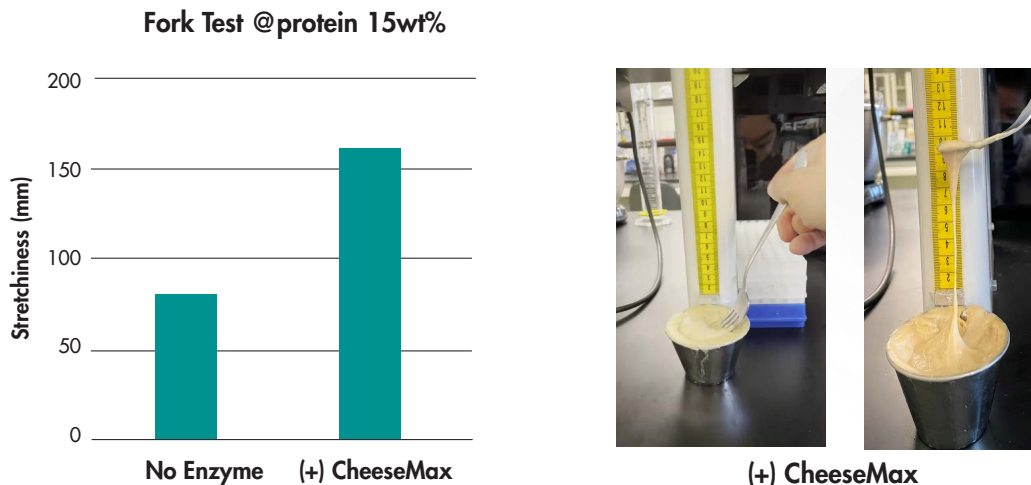 Fork Test @protein 15wt%
Stretchiness (mm)
200
150
100
50
0
No Enzyme
(+) CheeseMax
(+) CheeseMax